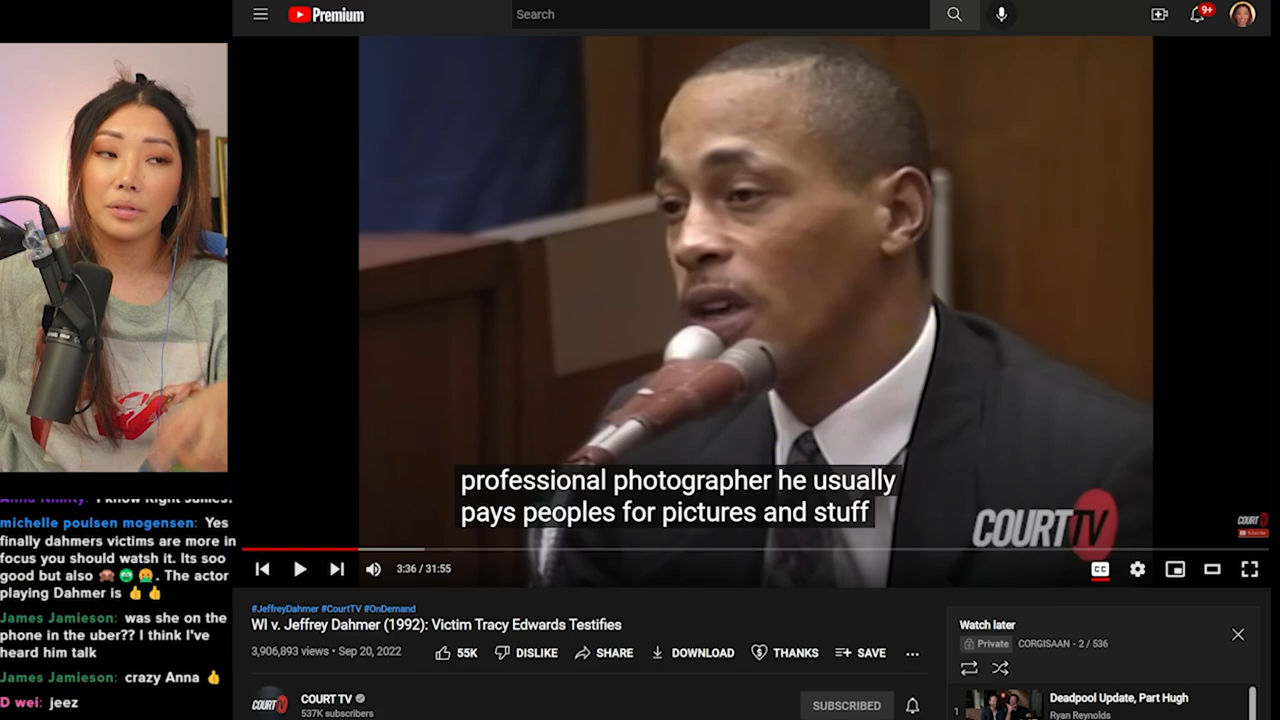 Premium
Search
9+
professional photographer he usually
pays peoples for pictures and stuff
COURT TV
COURT
3:36 / 31:55
CC
I know Right James.
michelle poulsen mogensen: Yes
finally dahmers victims are more in
focus you should watsh it. Its soo
good but also 🙈 🤢 🤮. The actor
playing Dahmer is 👍 👍
James Jamieson: was she on the
phone in the uber?? I think I've
heard him talk
James Jamieson: crazy Anna 👍
D wei: jeez
#JeffreyDahmer #CourtTV #OnDemand
WI v. Jeffrey Dahmer (1992): Victim Tracy Edwards Testifies
3,906,893 views • Sep 20, 2022
55K
DISLIKE
SHARE
DOWNLOAD
THANKS
SAVE
COURT
COURT TV
537K subscribers
SUBSCRIBED
Watch later
Private
CORGISAAN - 2 / 536
1
Deadpool Update, Part Hugh
Ryan Reynolds